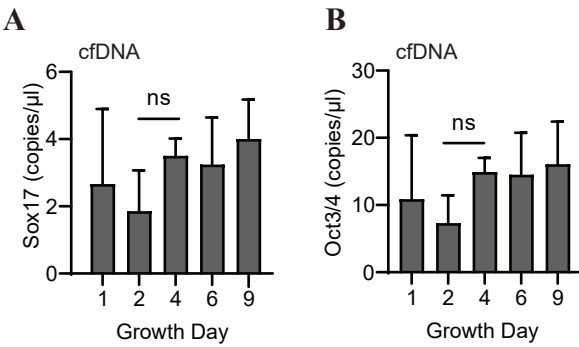 A
cfDNA
Sox17 (copies/µl)
6
4
2
0
ns
1 2 4 6 9
Growth Day
B
cfDNA
Oct3/4 (copies/µl)
30
20
10
0
ns
1 2 4 6 9
Growth Day